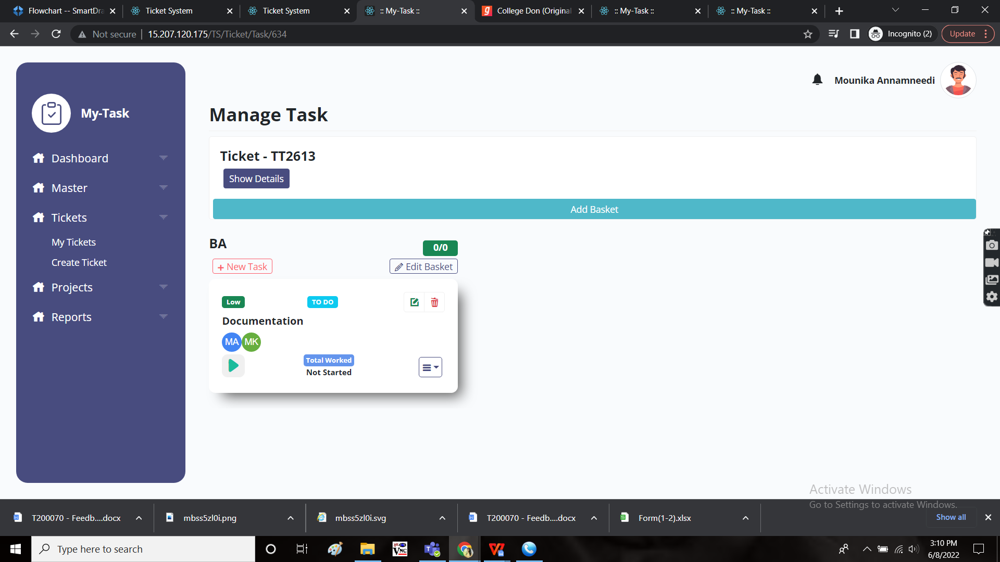 Flowchart -- SmartDra
Ticket System
Ticket System
:: My-Task ::
College Don (Original
:: My-Task ::
:: My-Task ::
Not secure
15.207.120.175/TS/Ticket/Task/634
Incognito (2)
Update
Mounika Annamneedi
My-Task
Dashboard
Master
Tickets
My Tickets
Create Ticket
Projects
Reports
Manage Task
Ticket - TT2613
Show Details
Add Basket
BA
0/0
+ New Task
Edit Basket
Low
TO DO
Documentation
MA
MK
Total Worked
Not Started
Activate Windows
Go to Settings to activate Windows.
T200070 - Feedb....docx
mbss5zl0i.png
mbss5zl0i.svg
T200070 - Feedb....docx
Form(1-2).xlsx
Show all
Type here to search
3:10 PM
6/8/2022